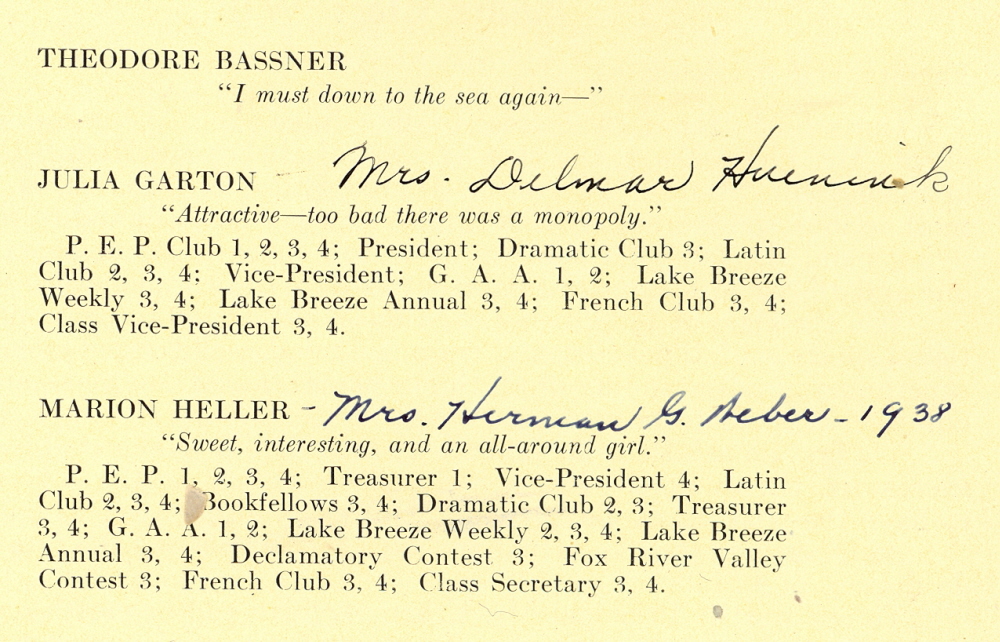 THEODORE BASSNER
"I must down to the sea again—"
JULIA GARTON - Mrs. Delmar Huenink
"Attractive—too bad there was a monopoly."
P. E. P. Club 1, 2, 3, 4; President; Dramatic Club 3; Latin
Club 2, 3, 4; Vice-President; G. A. A. 1, 2; Lake Breeze
Weekly 3, 4; Lake Breeze Annual 3, 4; French Club 3, 4;
Class Vice-President 3, 4.
MARION HELLER - Mrs. Herman G. - 1938
"Sweet, interesting, and an all-around girl."
P. E. P. 1, 2, 3, 4; Treasurer 1; Vice-President 4; Latin
Club 2, 3, 4; Bookfellows 3, 4; Dramatic Club 2, 3; Treasurer
3, 4; G. A. A. 1, 2; Lake Breeze Weekly 2, 3, 4; Lake Breeze
Annual 3, 4; Declamatory Contest 3; Fox River Valley
Contest 3; French Club 3, 4; Class Secretary 3, 4.